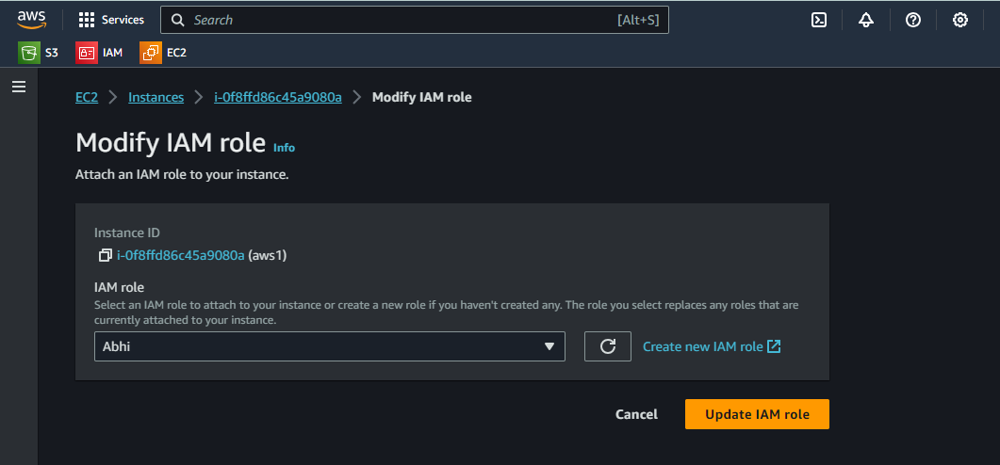 aws
Services
Search
[Alt+S]
S3
IAM
EC2
EC2 > Instances > i-0f8ffd86c45a9080a > Modify IAM role
Modify IAM role Info
Attach an IAM role to your instance.
Instance ID
i-0f8ffd86c45a9080a (aws1)
IAM role
Select an IAM role to attach to your instance or create a new role if you haven't created any. The role you select replaces any roles that are
currently attached to your instance.
Abhi
Create new IAM role
Cancel
Update IAM role